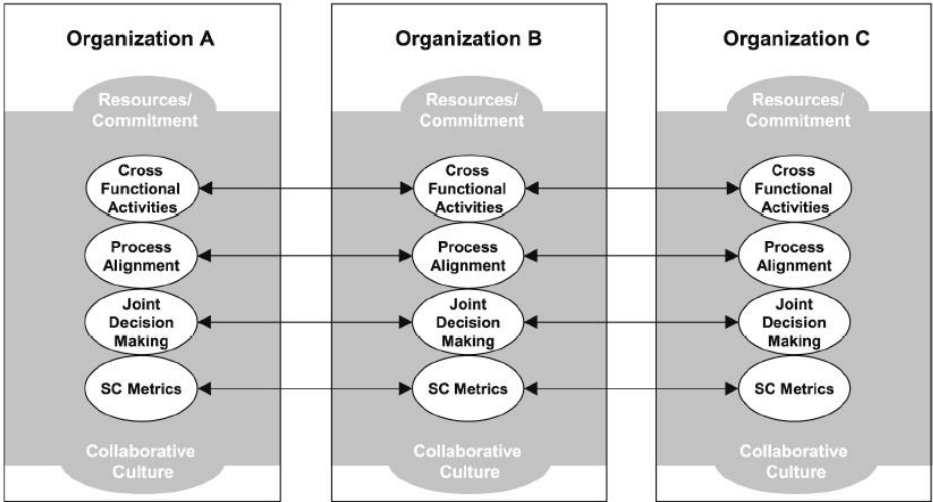 Organization A
Resources/
Commitment
Cross
Functional
Activities
Process
Alignment
Joint
Decision
Making
SC Metrics
Collaborative
Culture
Organization B
Resources/
Commitment
Cross
Functional
Activities
Process
Alignment
Joint
Decision
Making
SC Metrics
Collaborative
Culture
Organization C
Resources/
Commitment
Cross
Functional
Activities
Process
Alignment
Joint
Decision
Making
SC Metrics
Collaborative
Culture